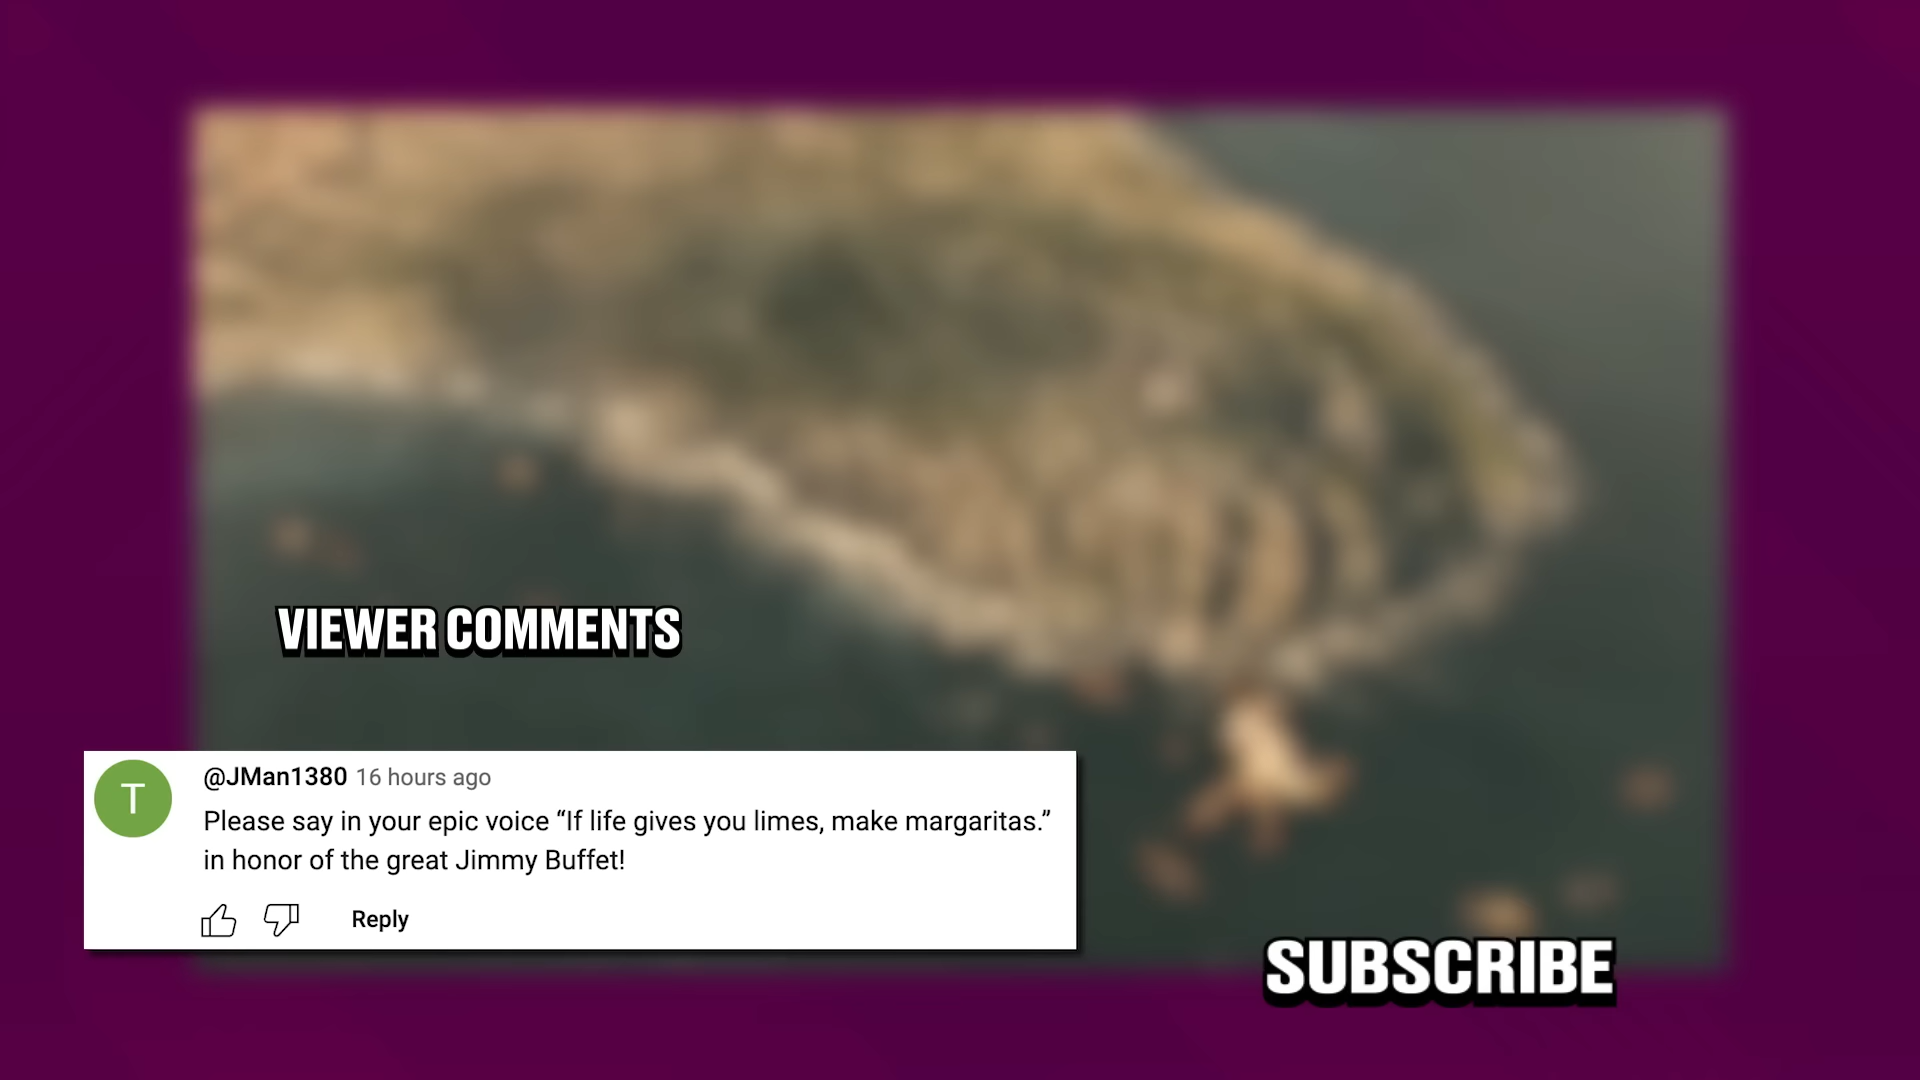 VIEWER COMMENTS
T
@JMan1380 16 hours ago
Please say in your epic voice “If life gives you limes, make margaritas.”
in honor of the great Jimmy Buffet!
Reply
SUBSCRIBE